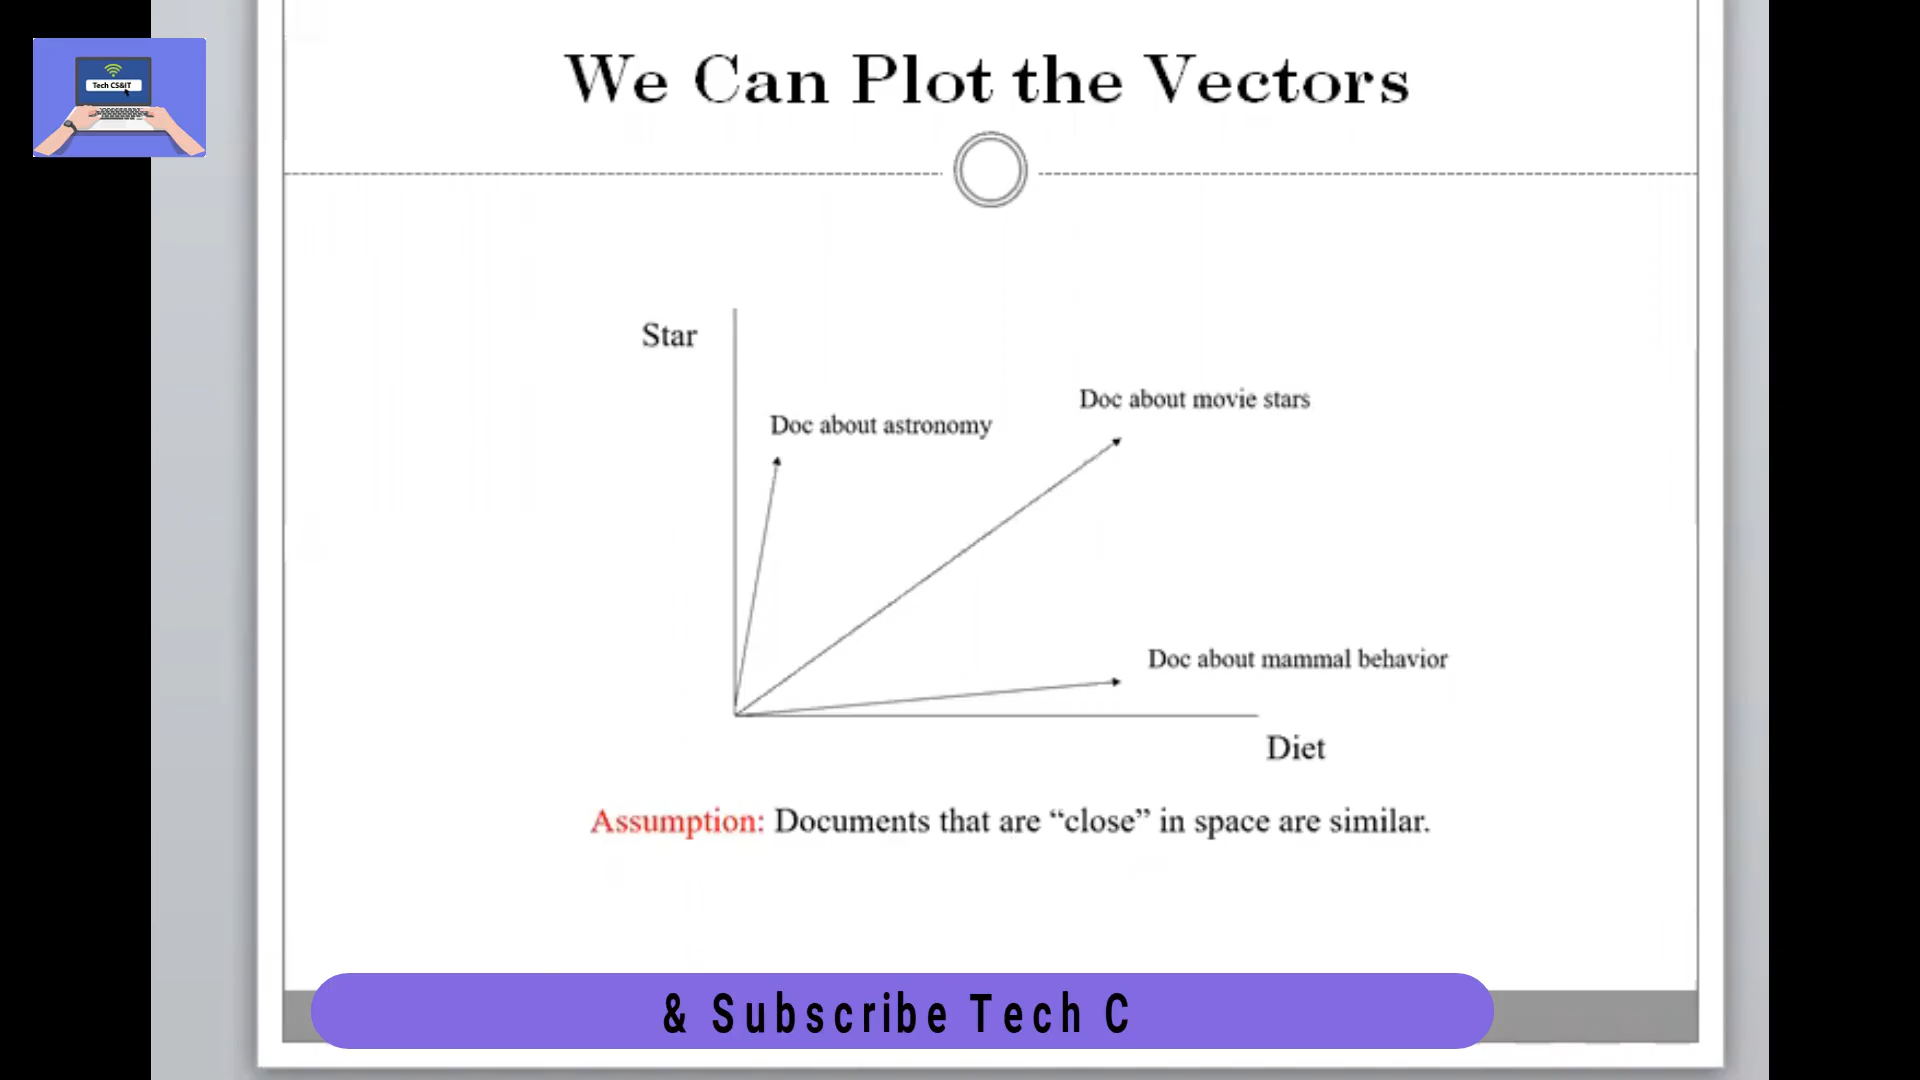 We Can Plot the Vectors
Tech CS&IT
Star
Doc about movie stars
Doc about astronomy
Doc about mammal behavior
Diet
Assumption: Documents that are “close” in space are similar.
& Subscribe Tech C